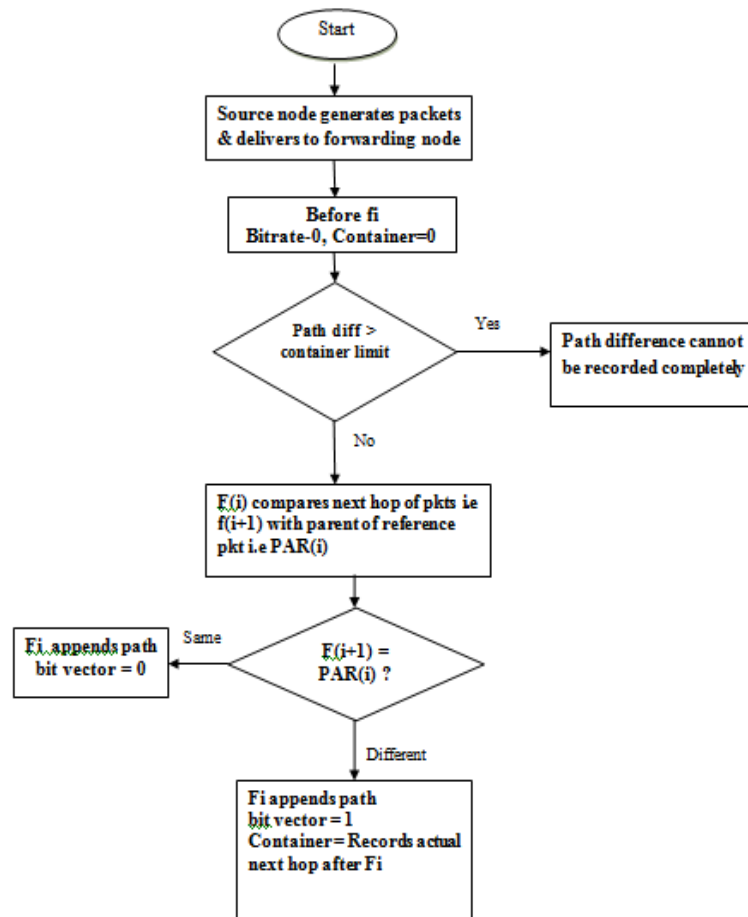 Start
Source node generates packets
& delivers to forwarding node
Before fi
Bitrate-0, Container=0
Path diff >
container limit
Yes
Path difference cannot
be recorded completely
No
F(i) compares next hop of pkts i.e
f(i+1) with parent of reference
pkt i.e PAR(i)
Same
Fi appends path
bit vector = 0
F(i+1) =
PAR(i) ?
Different
Fi appends path
bit vector = 1
Container= Records actual
next hop after Fi